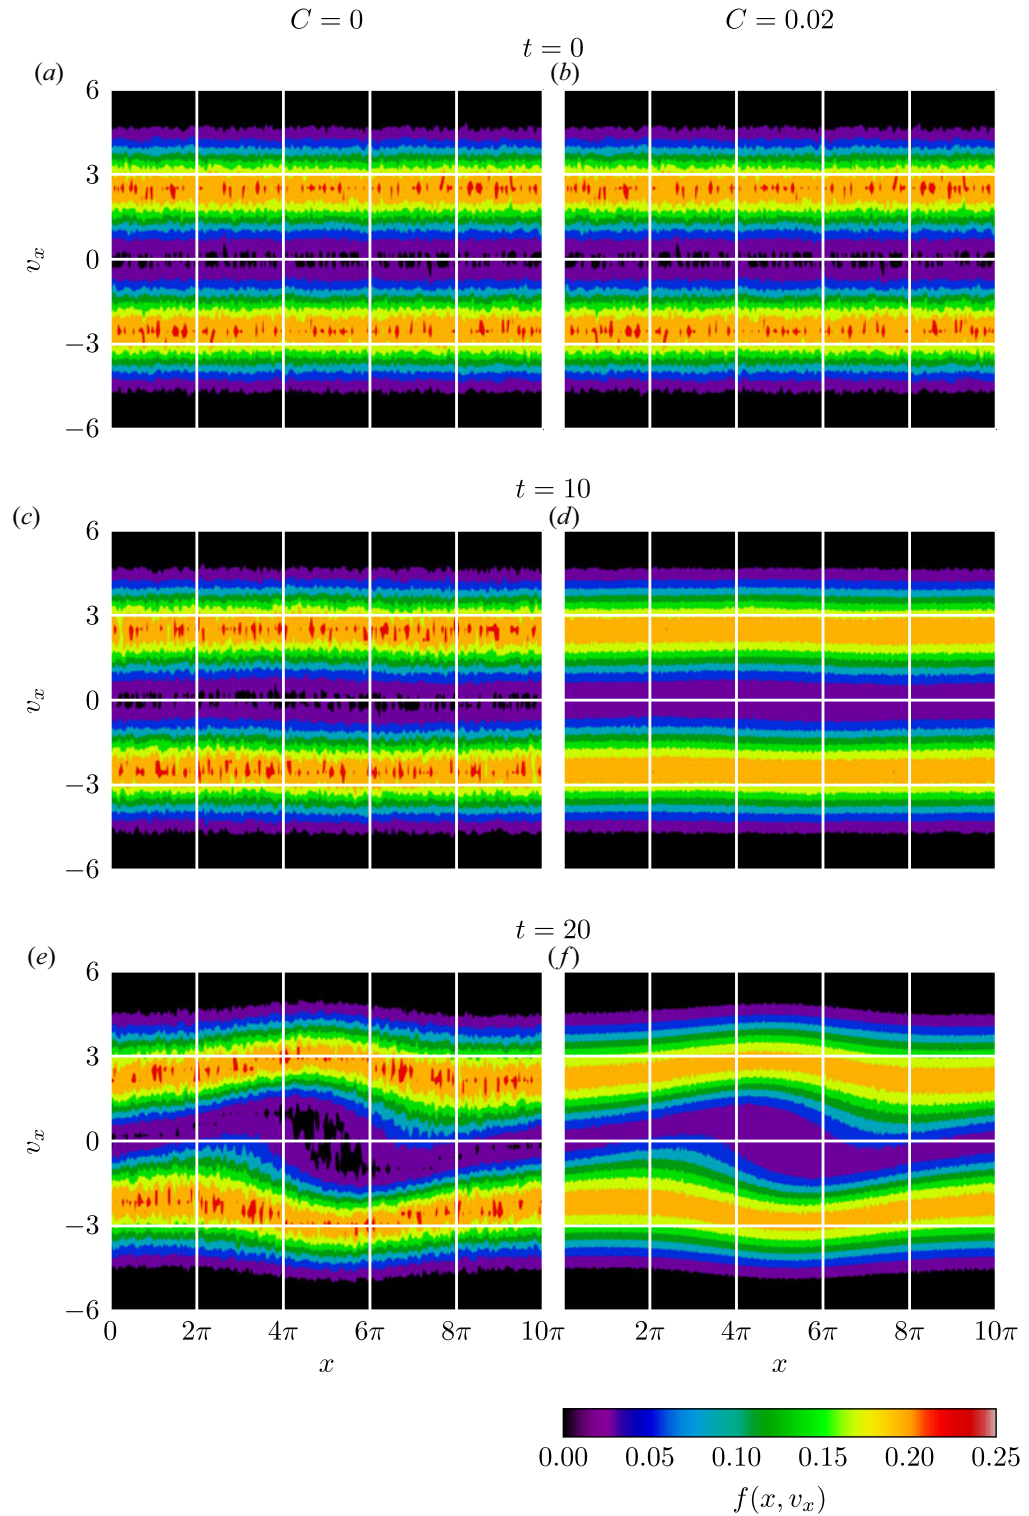 C = 0 C = 0.02
t = 0
(a) (b)
6
3
v_x 0
−3
−6
t = 10
(c) (d)
6
3
v_x 0
−3
−6
t = 20
(e) (f)
6
3
v_x 0
−3
−6
0 2π 4π 6π 8π 10π 2π 4π 6π 8π 10π
x x
0.00 0.05 0.10 0.15 0.20 0.25
f(x, v_x)